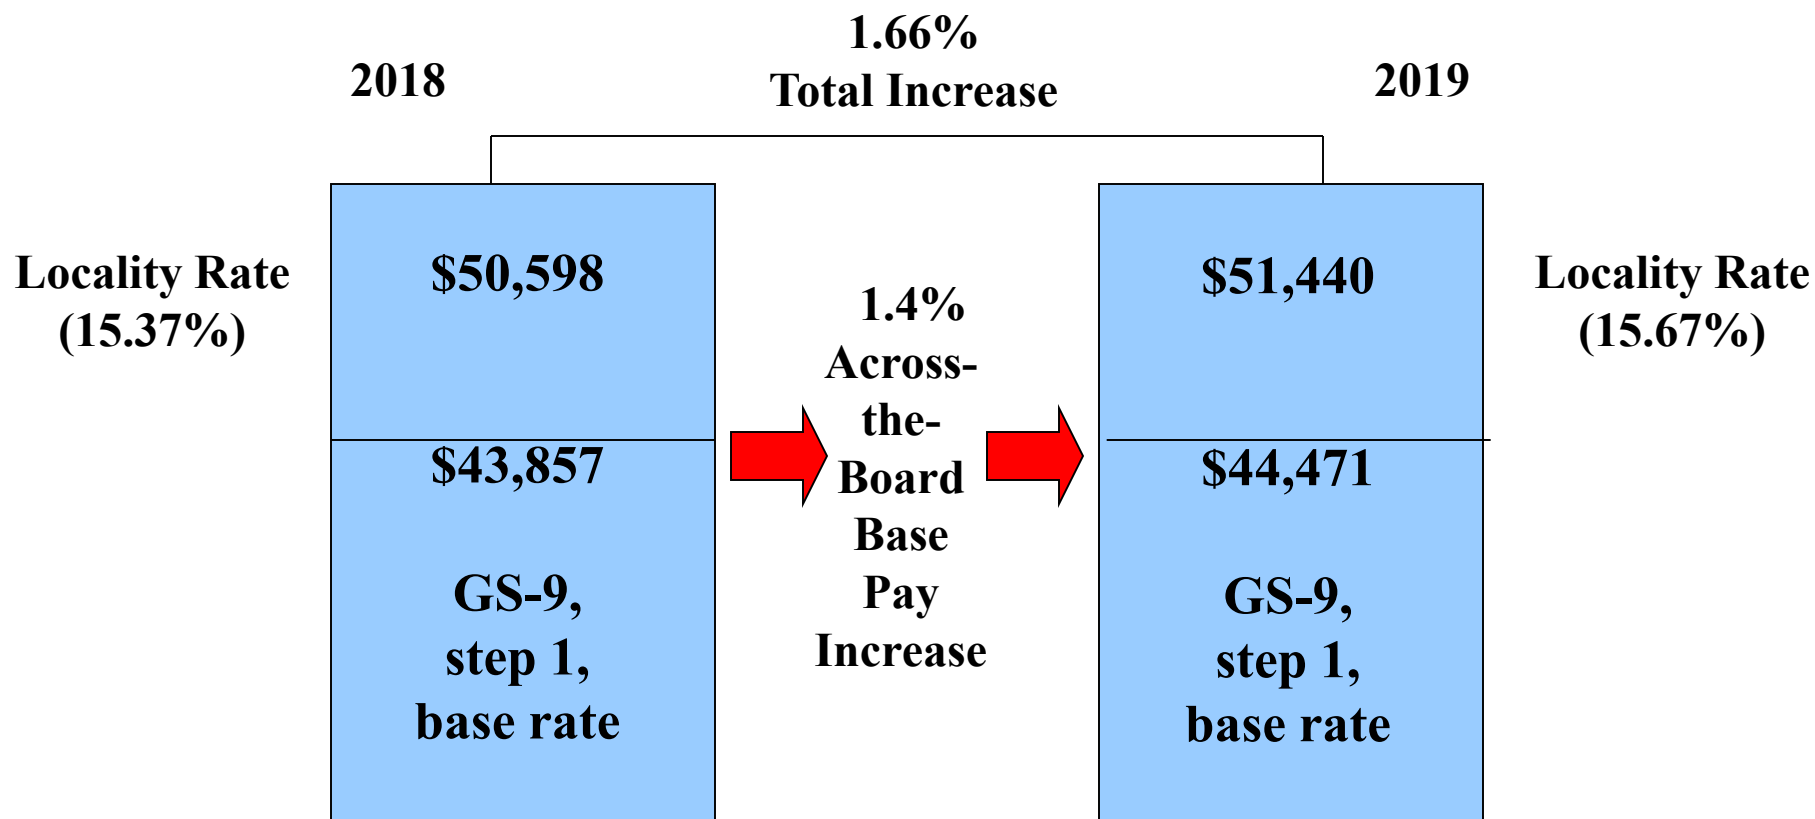 1.66%
Total Increase
2018
2019
Locality Rate
(15.37%)
$50,598
$43,857
GS-9,
step 1,
base rate
1.4%
Across-
the-
Board
Base
Pay
Increase
$51,440
$44,471
GS-9,
step 1,
base rate
Locality Rate
(15.67%)